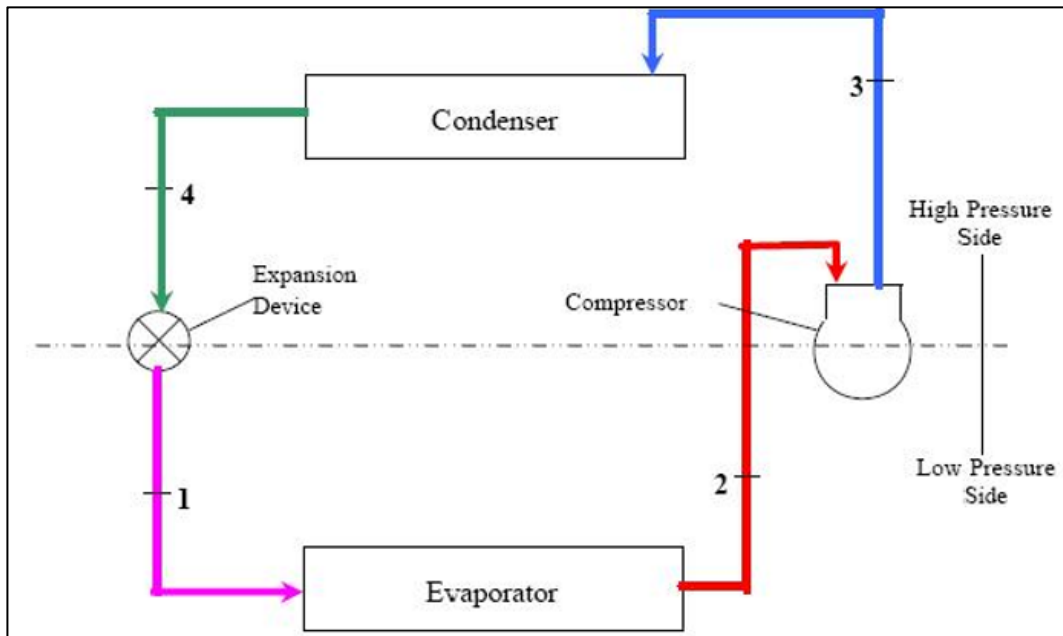 Condenser
3
4
High Pressure
Side
Expansion
Device
Compressor
Low Pressure
Side
2
1
Evaporator